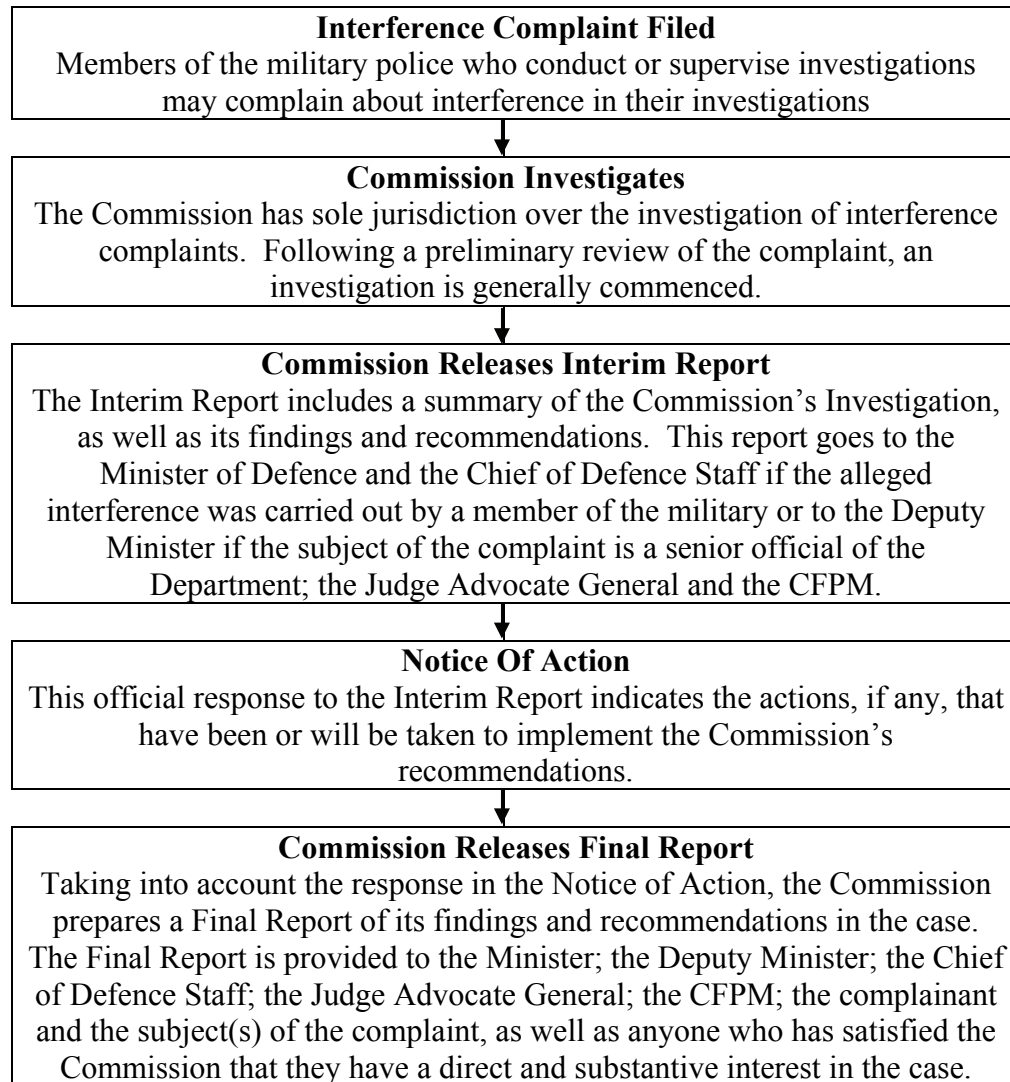 Interference Complaint Filed
Members of the military police who conduct or supervise investigations
may complain about interference in their investigations
Commission Investigates
The Commission has sole jurisdiction over the investigation of interference
complaints.  Following a preliminary review of the complaint, an
investigation is generally commenced.
Commission Releases Interim Report
The Interim Report includes a summary of the Commission’s Investigation,
as well as its findings and recommendations.  This report goes to the
Minister of Defence and the Chief of Defence Staff if the alleged
interference was carried out by a member of the military or to the Deputy
Minister if the subject of the complaint is a senior official of the
Department; the Judge Advocate General and the CFPM.
Notice Of Action
This official response to the Interim Report indicates the actions, if any, that
have been or will be taken to implement the Commission’s
recommendations.
Commission Releases Final Report
Taking into account the response in the Notice of Action, the Commission
prepares a Final Report of its findings and recommendations in the case.
The Final Report is provided to the Minister; the Deputy Minister; the Chief
of Defence Staff; the Judge Advocate General; the CFPM; the complainant
and the subject(s) of the complaint, as well as anyone who has satisfied the
Commission that they have a direct and substantive interest in the case.